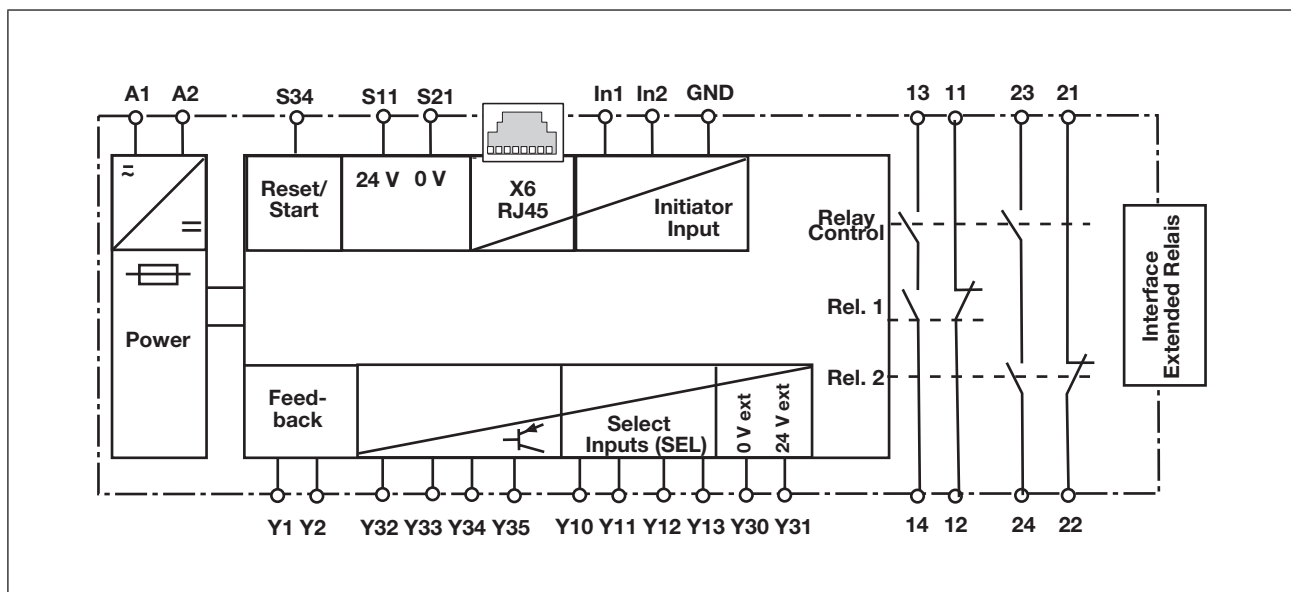 A1 A2 S34 S11 S21 In1 In2 GND 13 11 23 21
Reset/
Start
24 V 0 V
X6
RJ45
Initiator
Input
Relay
Control
Rel. 1
Rel. 2
Power
Interface
Extended Relais
Feed-
back
Select
Inputs (SEL)
0 V ext
24 V ext
Y1 Y2 Y32 Y33 Y34 Y35 Y10 Y11 Y12 Y13 Y30 Y31 14 12 24 22